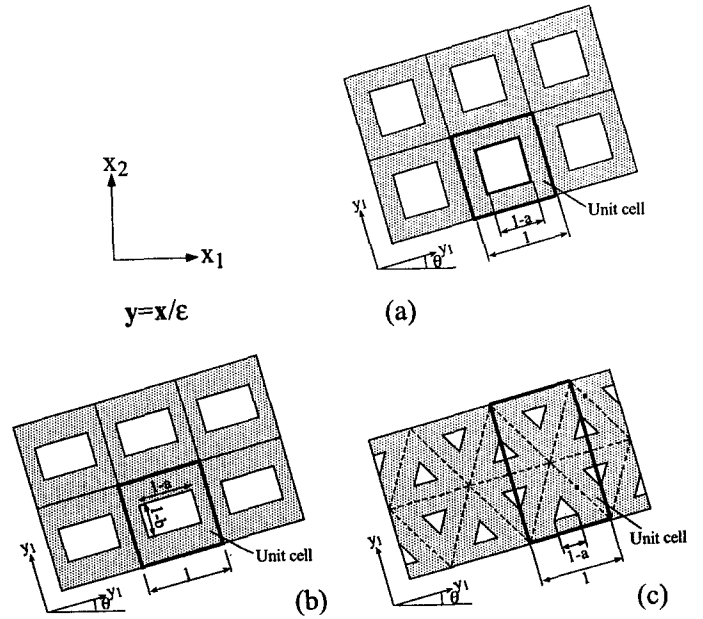 x2
x1
y=x/ε
y1
y1
θ
1-a
1
Unit cell
(a)
1-a
1-b
y1
y1
θ
1
Unit cell
(b)
y1
y1
θ
1-a
1
Unit cell
(c)